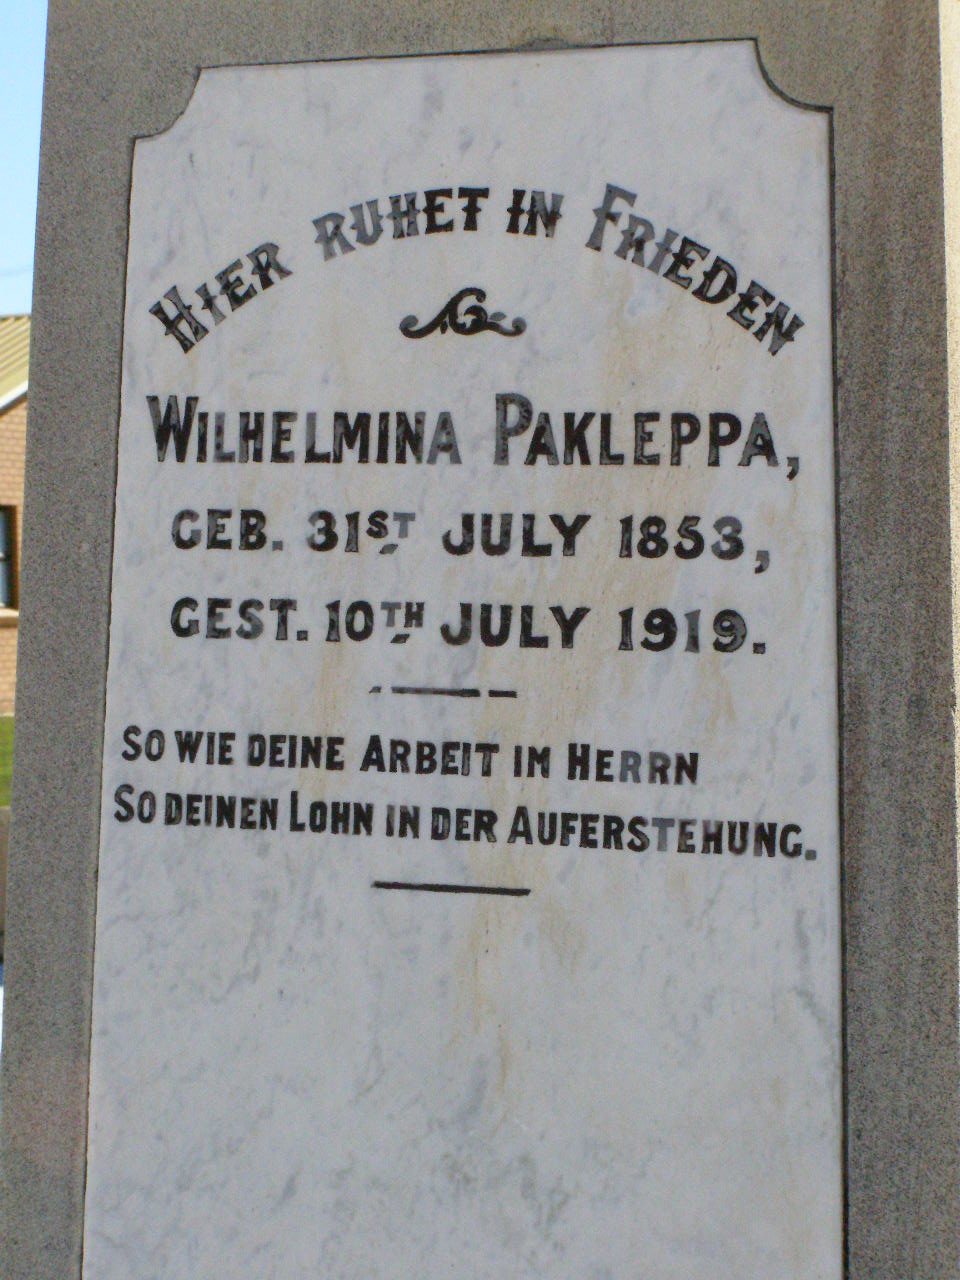 HIER RUHET IN FRIEDEN
WILHELMINA PAKLEPPA,
GEB. 31ST JULY 1853,
GEST. 10TH JULY 1919.
SO WIE DEINE ARBEIT IM HERRN
SO DEINEN LOHN IN DER AUFERSTEHUNG.